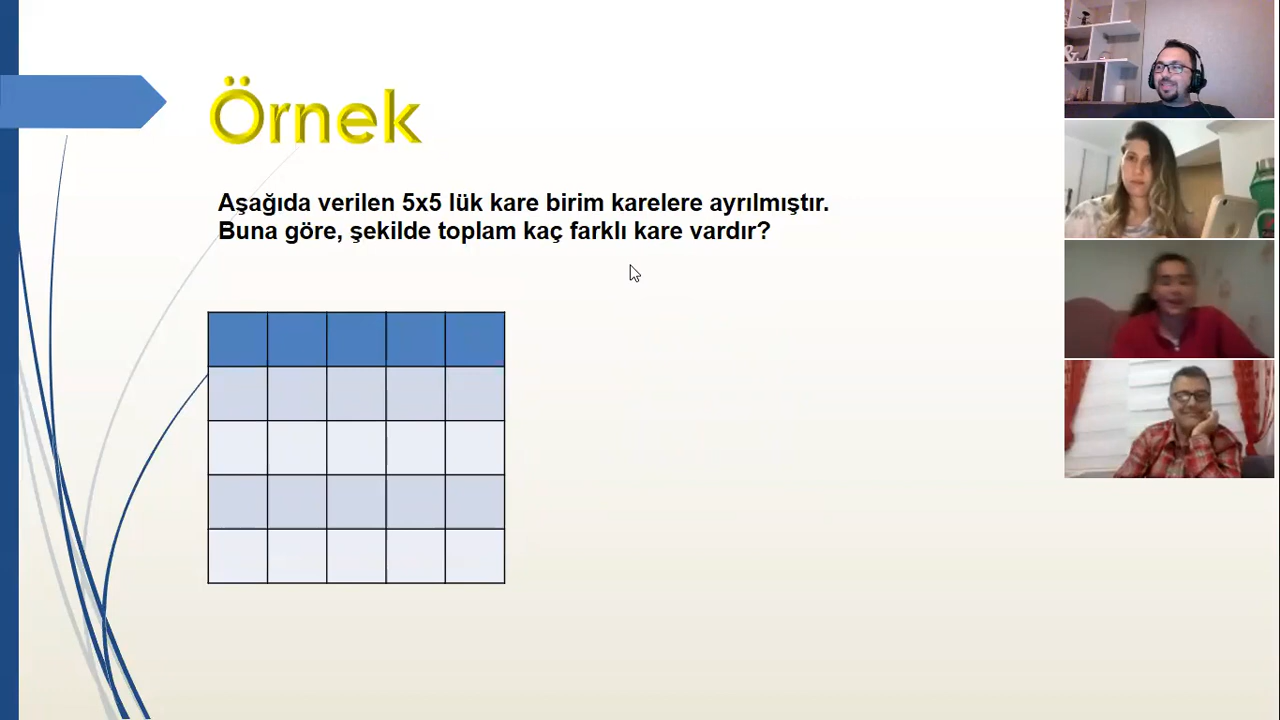 Örnek
Aşağıda verilen 5x5 lük kare birim karelere ayrılmıştır.
Buna göre, şekilde toplam kaç farklı kare vardır?